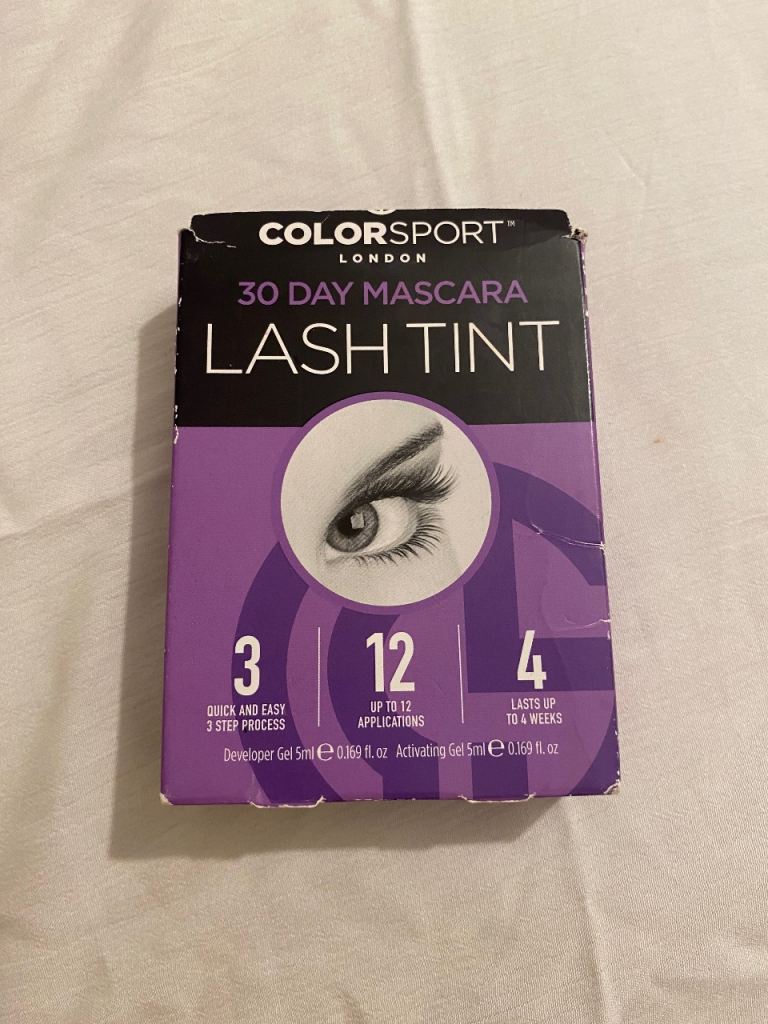 COLORSPORT™
LONDON
30 DAY MASCARA
LASH TINT
3
QUICK AND EASY
3 STEP PROCESS
12
UP TO 12
APPLICATIONS
4
LASTS UP
TO 4 WEEKS
Developer Gel 5ml ℮ 0.169 fl. oz Activating Gel 5ml ℮ 0.169 fl. oz